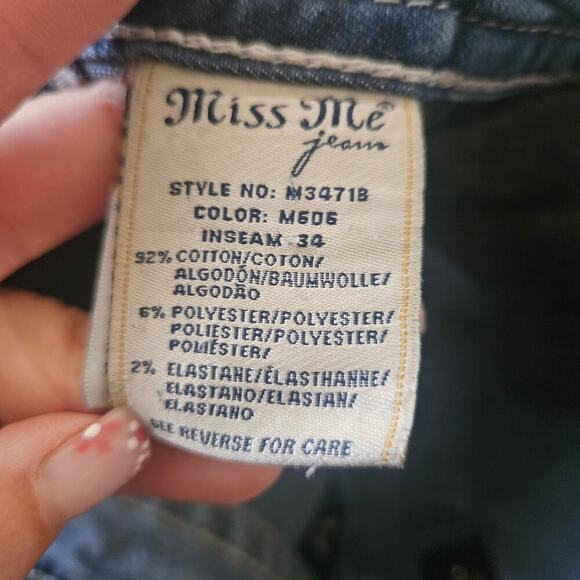 Miss Me®
jeans
STYLE NO: M3471B
COLOR: M606
INSEAM 34
92% COTTON/COTON/
ALGODÓN/BAUMWOLLE/
ALGODÃO
6% POLYESTER/POLYESTER/
POLIÉSTER/POLYESTER/
POLIÉSTER/
2% ELASTANE/ÉLASTHANNE/
ELASTANO/ELASTAN/
ELASTANO
SEE REVERSE FOR CARE